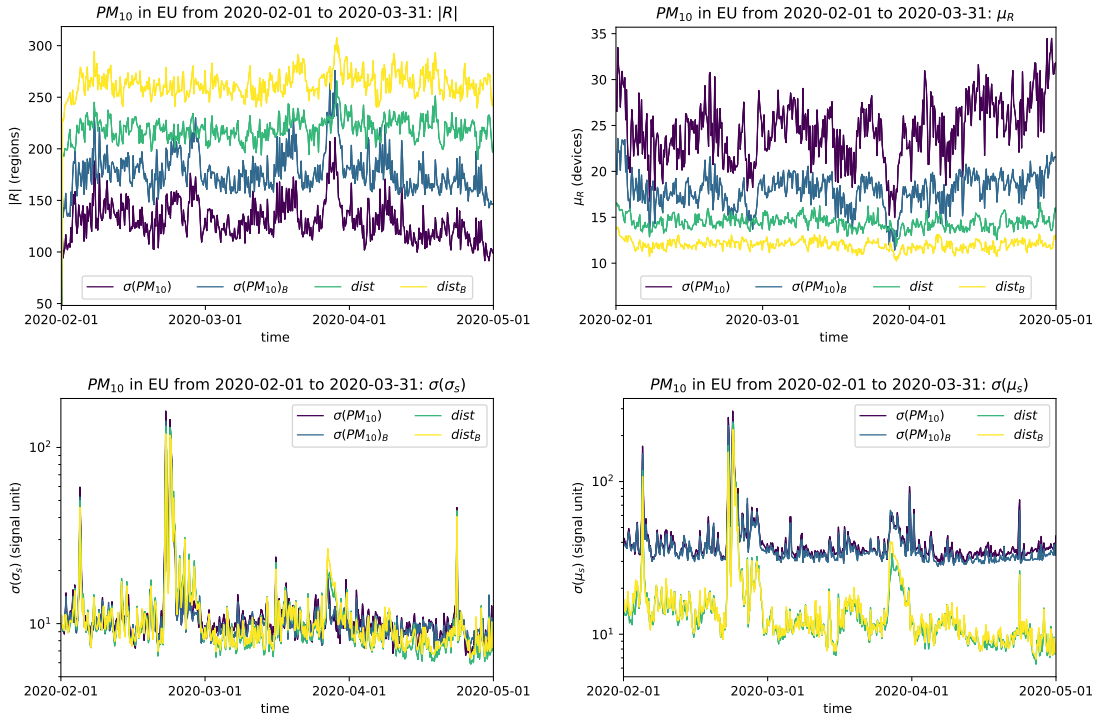 PM10 in EU from 2020-02-01 to 2020-03-31: |R|
300
250
200
150
100
50
|R| (regions)
σ(PM10) σ(PM10)B dist distB
2020-02-01 2020-03-01 2020-04-01 2020-05-01
time
PM10 in EU from 2020-02-01 to 2020-03-31: μR
35
30
25
20
15
10
μR (devices)
σ(PM10) σ(PM10)B dist distB
2020-02-01 2020-03-01 2020-04-01 2020-05-01
time
PM10 in EU from 2020-02-01 to 2020-03-31: σ(σs)
σ(PM10) dist
σ(PM10)B distB
10²
10¹
σ(σs) (signal unit)
2020-02-01 2020-03-01 2020-04-01 2020-05-01
time
PM10 in EU from 2020-02-01 to 2020-03-31: σ(μs)
σ(PM10) dist
σ(PM10)B distB
10²
10¹
σ(μs) (signal unit)
2020-02-01 2020-03-01 2020-04-01 2020-05-01
time